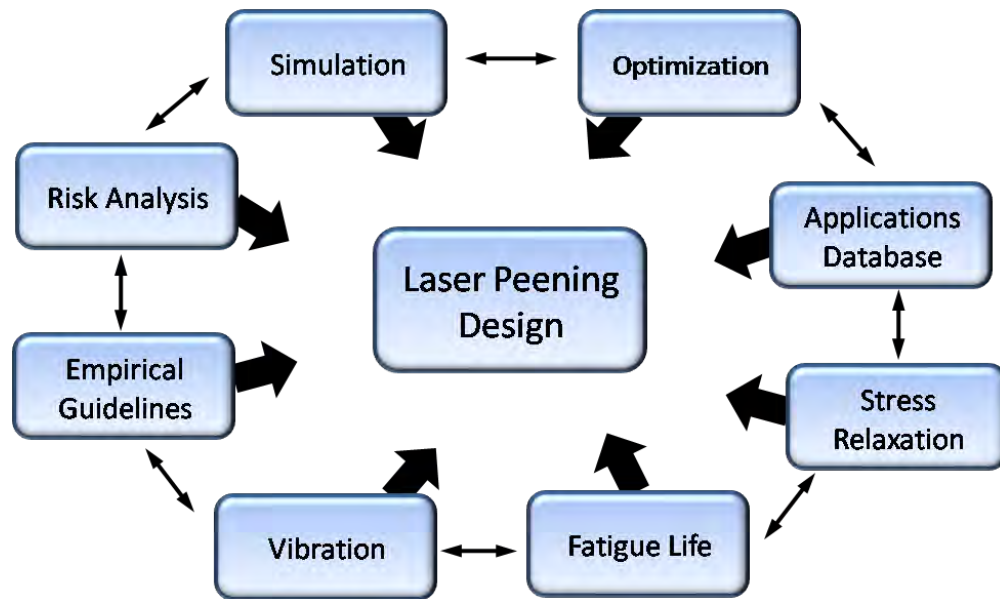 Simulation
Optimization
Risk Analysis
Applications
Database
Laser Peening
Design
Empirical
Guidelines
Stress
Relaxation
Vibration
Fatigue Life